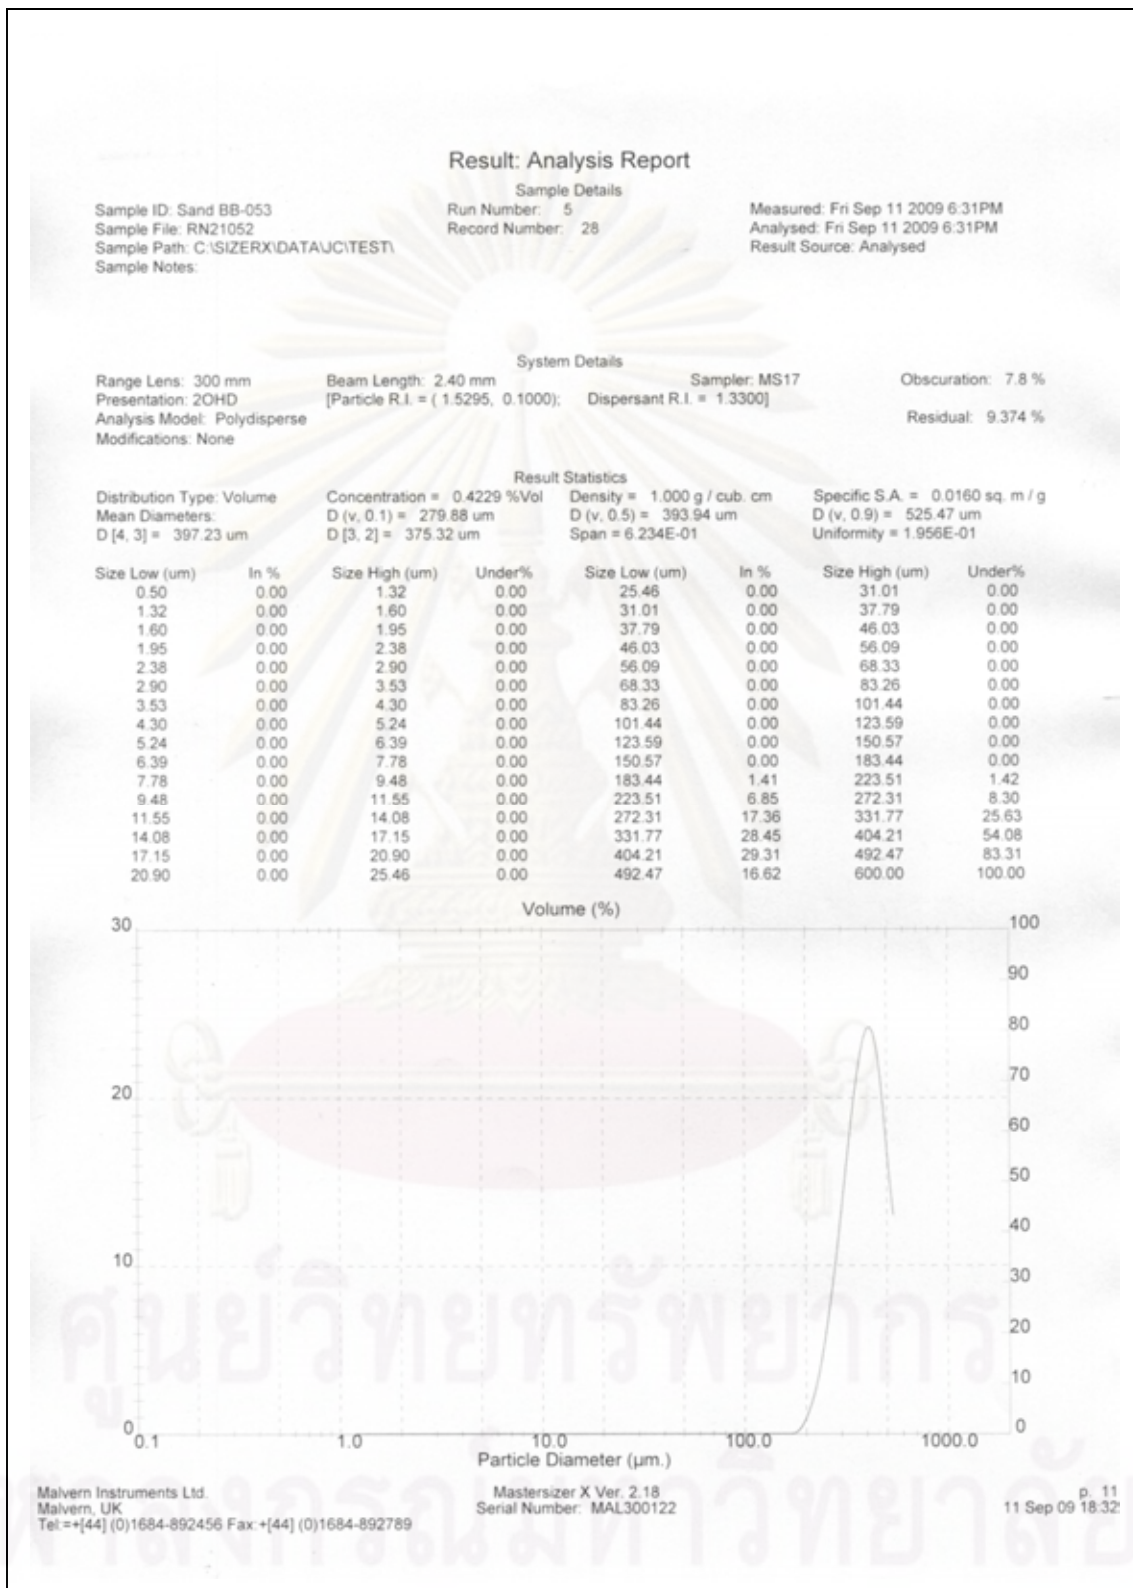 Result: Analysis Report
Sample Details
Sample ID: Sand BB-053 Run Number: 5 Measured: Fri Sep 11 2009 6:31PM
Sample File: RN21052 Record Number: 28 Analysed: Fri Sep 11 2009 6:31PM
Sample Path: C:\SIZERX\DATA\JC\TEST\ Result Source: Analysed
Sample Notes:
System Details
Range Lens: 300 mm Beam Length: 2.40 mm Sampler: MS17 Obscuration: 7.8 %
Presentation: 2OHD [Particle R.I. = ( 1.5295, 0.1000); Dispersant R.I. = 1.3300]
Analysis Model: Polydisperse Residual: 9.374 %
Modifications: None
Result Statistics
Distribution Type: Volume Concentration = 0.4229 %Vol Density = 1.000 g / cub. cm Specific S.A. = 0.0160 sq. m / g
Mean Diameters: D (v, 0.1) = 279.88 um D (v, 0.5) = 393.94 um D (v, 0.9) = 525.47 um
D [4, 3] = 397.23 um D [3, 2] = 375.32 um Span = 6.234E-01 Uniformity = 1.956E-01
Size Low (um) In % Size High (um) Under% Size Low (um) In % Size High (um) Under%
0.50 0.00 1.32 0.00 25.46 0.00 31.01 0.00
1.32 0.00 1.60 0.00 31.01 0.00 37.79 0.00
1.60 0.00 1.95 0.00 37.79 0.00 46.03 0.00
1.95 0.00 2.38 0.00 46.03 0.00 56.09 0.00
2.38 0.00 2.90 0.00 56.09 0.00 68.33 0.00
2.90 0.00 3.53 0.00 68.33 0.00 83.26 0.00
3.53 0.00 4.30 0.00 83.26 0.00 101.44 0.00
4.30 0.00 5.24 0.00 101.44 0.00 123.59 0.00
5.24 0.00 6.39 0.00 123.59 0.00 150.57 0.00
6.39 0.00 7.78 0.00 150.57 0.00 183.44 0.00
7.78 0.00 9.48 0.00 183.44 1.41 223.51 1.42
9.48 0.00 11.55 0.00 223.51 6.85 272.31 8.30
11.55 0.00 14.08 0.00 272.31 17.36 331.77 25.63
14.08 0.00 17.15 0.00 331.77 28.45 404.21 54.08
17.15 0.00 20.90 0.00 404.21 29.31 492.47 83.31
20.90 0.00 25.46 0.00 492.47 16.62 600.00 100.00
Volume (%)
30 100
90
80
70
20
60
50
40
10
30
20
10
0 0
0.1 1.0 10.0 100.0 1000.0
Particle Diameter (µm.)
ศูนย์วิทยทรัพยากร
Malvern Instruments Ltd. Mastersizer X Ver. 2.18 p. 11
Malvern, UK Serial Number: MAL300122 11 Sep 09 18:32
Tel:=+[44] (0)1684-892456 Fax:+[44] (0)1684-892789